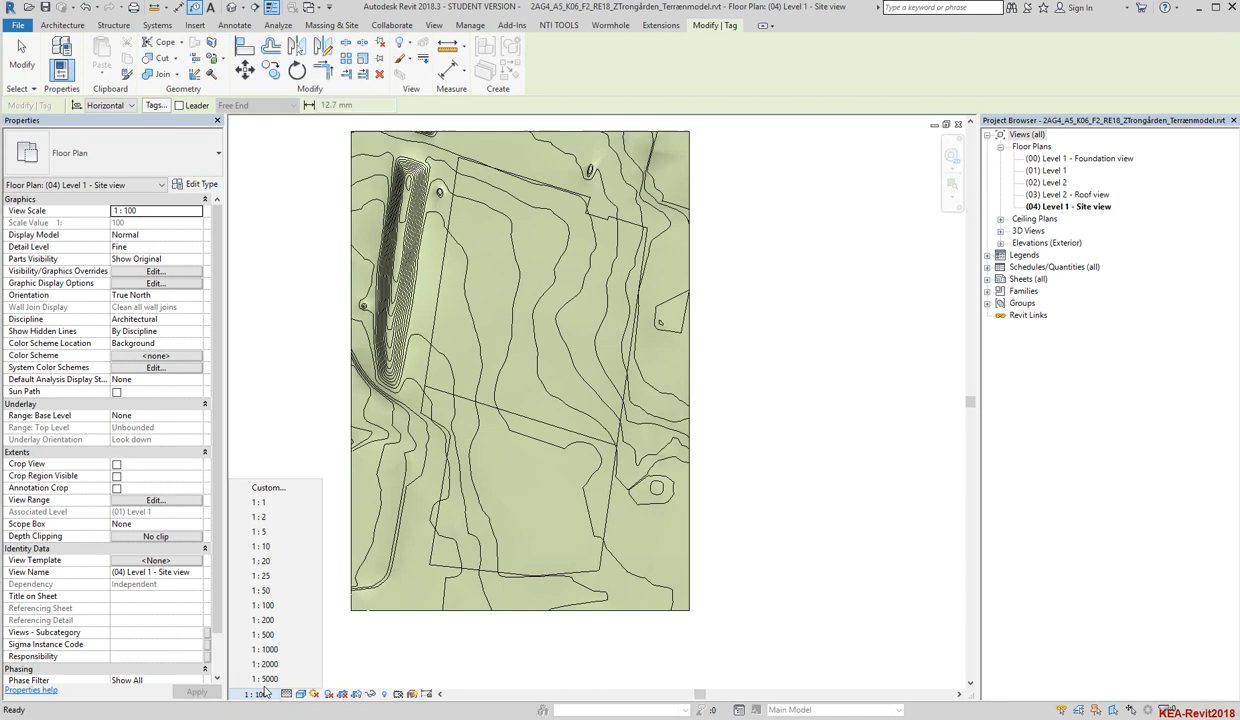 Autodesk Revit 2018.3 - STUDENT VERSION - 2AG4_A5_K06_F2_RE18_ZTrongården_Terrænmodel.rvt - Floor Plan: (04) Level 1 - Site view
Type a keyword or phrase
Sign In
File Architecture Structure Systems Insert Annotate Analyze Massing & Site Collaborate View Manage Add-Ins NTI TOOLS Wormhole Extensions Modify | Tag
Modify
Properties
Paste
Cope
Cut
Join
Select Properties Clipboard Geometry Modify View Measure Create
Modify | Tag Horizontal Tags... Leader Free End 12.7 mm
Properties
Floor Plan
Floor Plan: (04) Level 1 - Site view Edit Type
Graphics
View Scale 1 : 100
Scale Value 1: 100
Display Model Normal
Detail Level Fine
Parts Visibility Show Original
Visibility/Graphics Overrides Edit...
Graphic Display Options Edit...
Orientation True North
Wall Join Display Clean all wall joins
Discipline Architectural
Show Hidden Lines By Discipline
Color Scheme Location Background
Color Scheme <none>
System Color Schemes Edit...
Default Analysis Display St... None
Sun Path
Underlay
Range: Base Level None
Range: Top Level Unbounded
Underlay Orientation Look down
Extents
Crop View
Crop Region Visible
Annotation Crop
View Range Edit...
Associated Level (01) Level 1
Scope Box None
Depth Clipping No clip
Identity Data
View Template <None>
View Name (04) Level 1 - Site view
Dependency Independent
Title on Sheet
Referencing Sheet
Referencing Detail
Views - Subcategory
Sigma Instance Code
Responsibility
Phasing
Phase Filter Show All
Properties help Apply
Custom...
1 : 1
1 : 2
1 : 5
1 : 10
1 : 20
1 : 25
1 : 50
1 : 100
1 : 200
1 : 500
1 : 1000
1 : 2000
1 : 5000
1 : 100
Project Browser - 2AG4_A5_K06_F2_RE18_ZTrongården_Terrænmodel.rvt
Views (all)
Floor Plans
(00) Level 1 - Foundation view
(01) Level 1
(02) Level 2
(03) Level 2 - Roof view
(04) Level 1 - Site view
Ceiling Plans
3D Views
Elevations (Exterior)
Legends
Schedules/Quantities (all)
Sheets (all)
Families
Groups
Revit Links
Ready
:0
Main Model
KEA-Revit2018